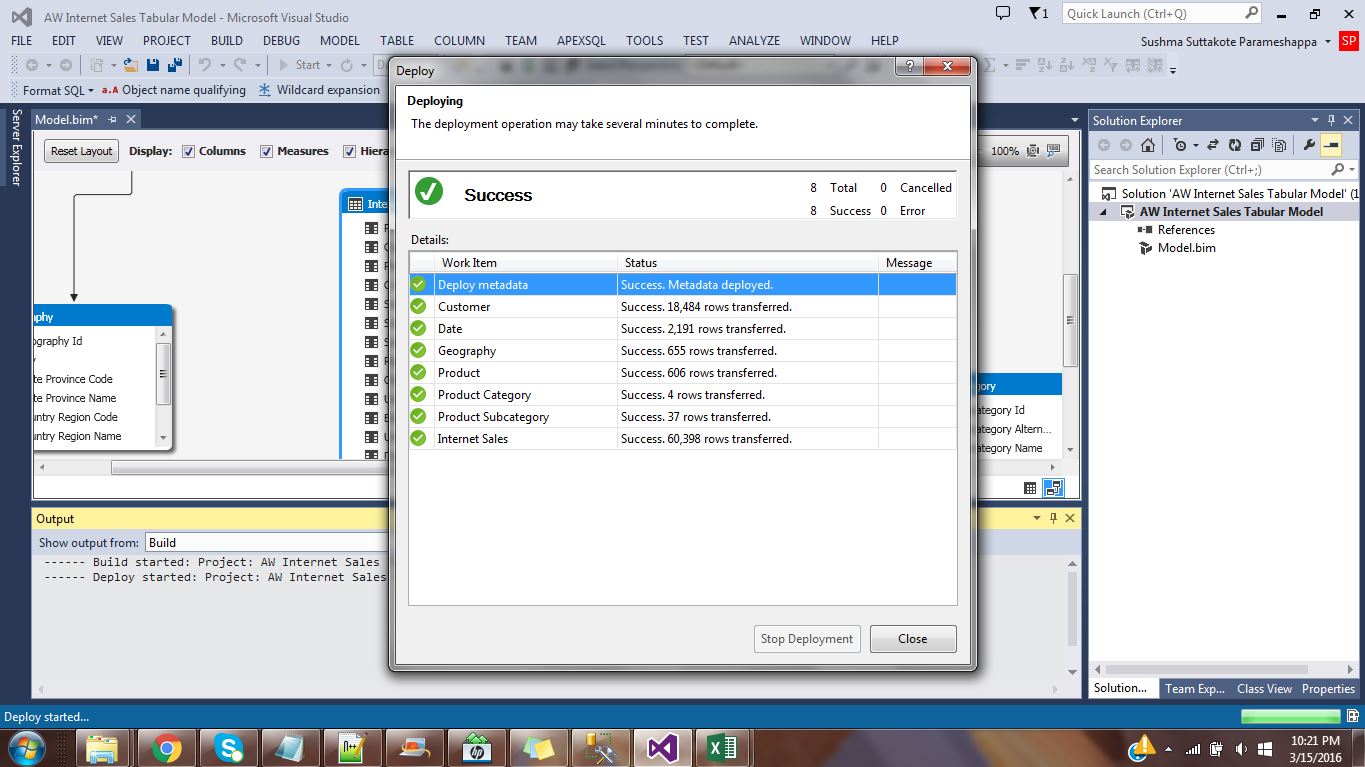 AW Internet Sales Tabular Model - Microsoft Visual Studio
1
Quick Launch (Ctrl+Q)
FILE EDIT VIEW PROJECT BUILD DEBUG MODEL TABLE COLUMN TEAM APEXSQL TOOLS TEST ANALYZE WINDOW HELP
Sushma Suttakote Parameshappa SP
Start
Format SQL a.A Object name qualifying Wildcard expansion
Server Explorer
Model.bim*
Reset Layout Display: Columns Measures Hiera
100%
Deploy
Deploying
The deployment operation may take several minutes to complete.
Success
8 Total 0 Cancelled
8 Success 0 Error
Details:
Work Item Status Message
Deploy metadata Success. Metadata deployed.
Customer Success. 18,484 rows transferred.
Date Success. 2,191 rows transferred.
Geography Success. 655 rows transferred.
Product Success. 606 rows transferred.
Product Category Success. 4 rows transferred.
Product Subcategory Success. 37 rows transferred.
Internet Sales Success. 60,398 rows transferred.
Stop Deployment Close
Inte
aphy
ography Id
te Province Code
te Province Name
untry Region Code
untry Region Name
ory
ategory Id
ategory Altern...
ategory Name
Solution Explorer
Search Solution Explorer (Ctrl+;)
Solution 'AW Internet Sales Tabular Model' (1
AW Internet Sales Tabular Model
References
Model.bim
Output
Show output from: Build
------ Build started: Project: AW Internet Sales
------ Deploy started: Project: AW Internet Sales
Solution... Team Exp... Class View Properties
Deploy started...
10:21 PM
3/15/2016